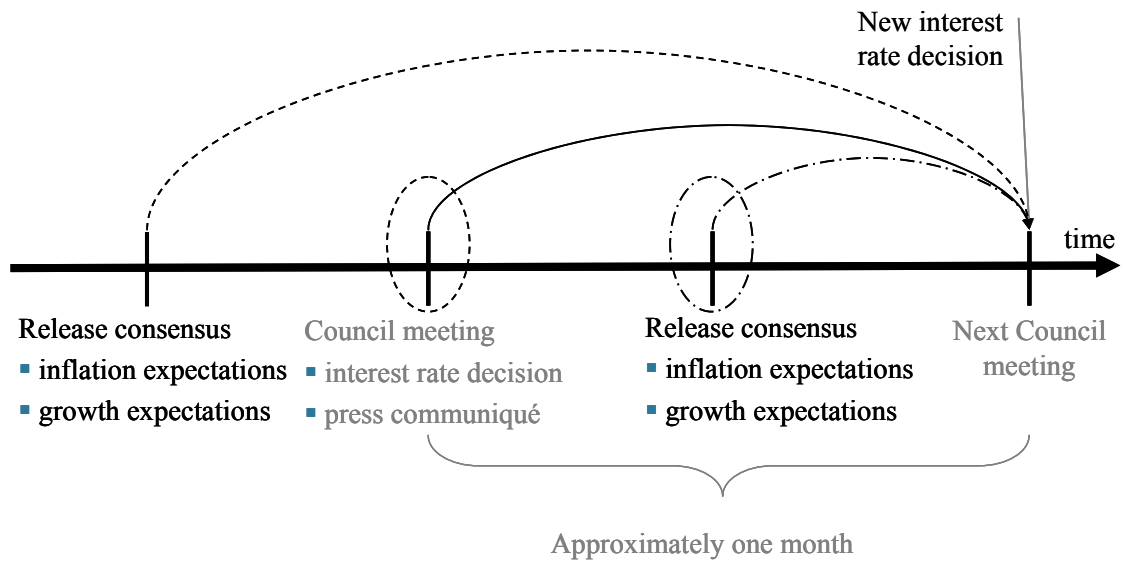 New interest
rate decision
time
Release consensus
▪ inflation expectations
▪ growth expectations
Council meeting
▪ interest rate decision
▪ press communiqué
Release consensus
▪ inflation expectations
▪ growth expectations
Next Council
meeting
Approximately one month